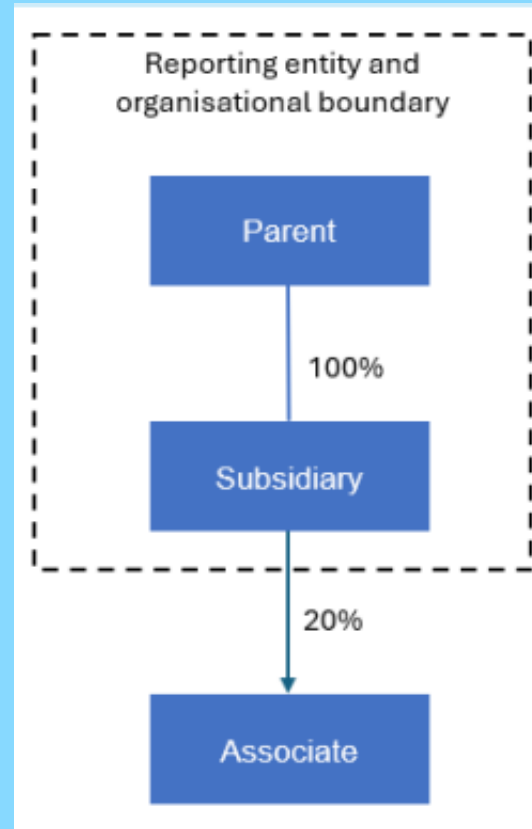 Reporting entity and
organisational boundary
Parent
100%
Subsidiary
20%
Associate